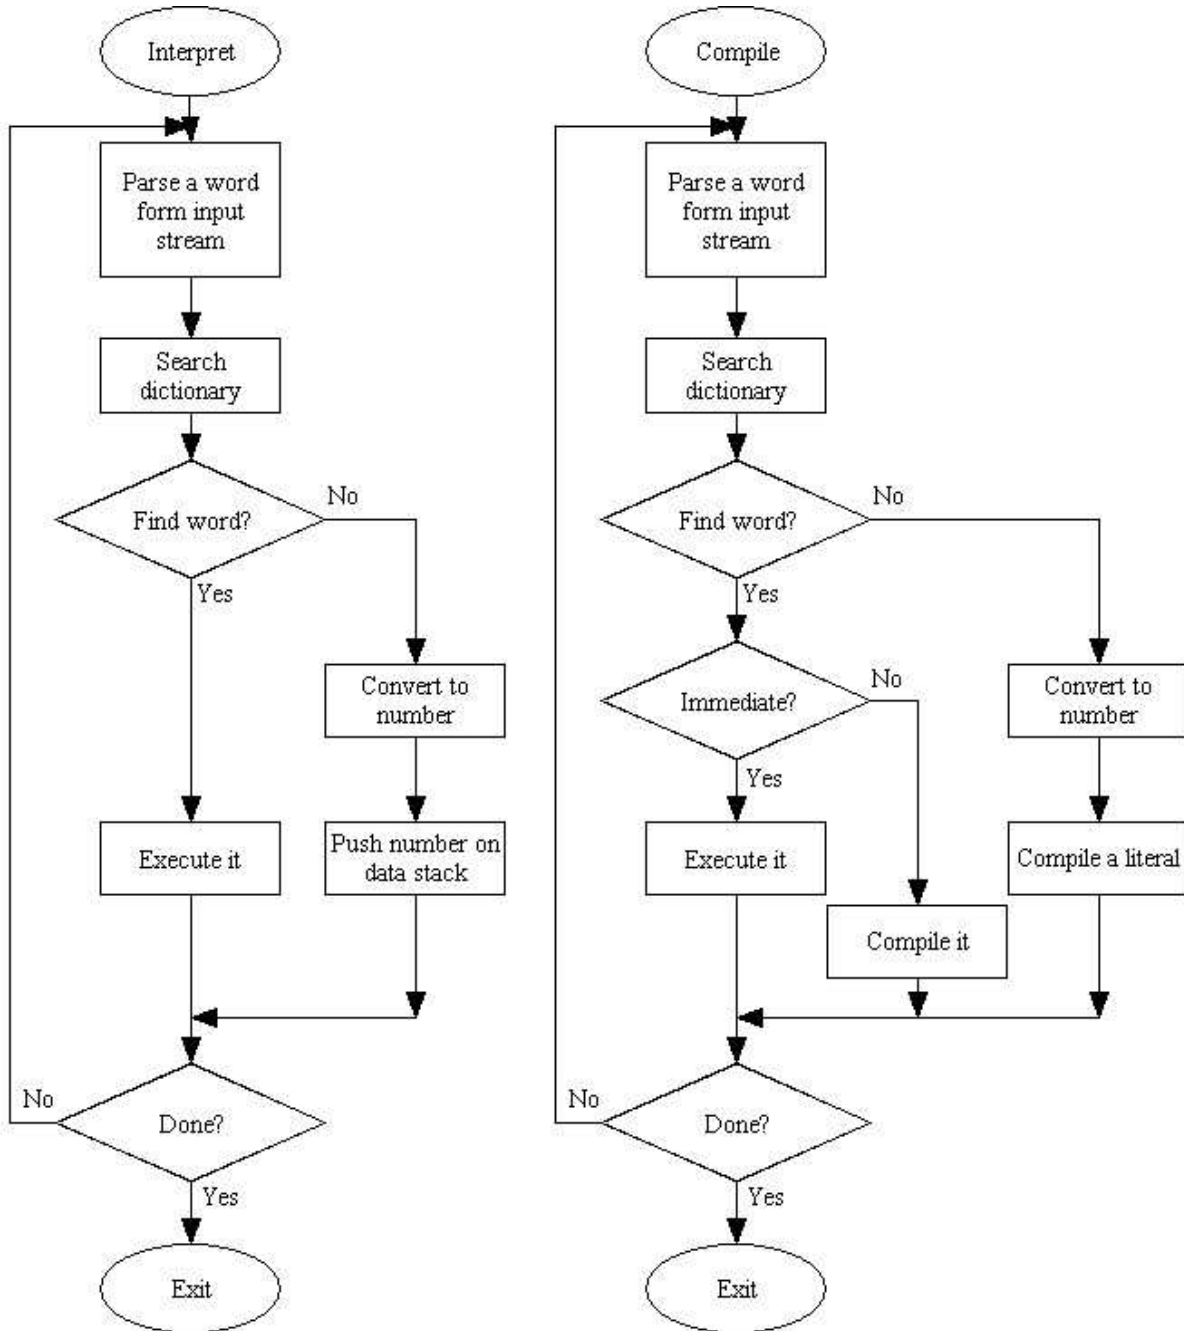 Interpret
Parse a word
form input
stream
Search
dictionary
Find word?
No
Yes
Convert to
number
Execute it
Push number on
data stack
No
Done?
Yes
Exit
Compile
Parse a word
form input
stream
Search
dictionary
Find word?
No
Yes
Immediate?
No
Yes
Convert to
number
Execute it
Compile a literal
Compile it
No
Done?
Yes
Exit